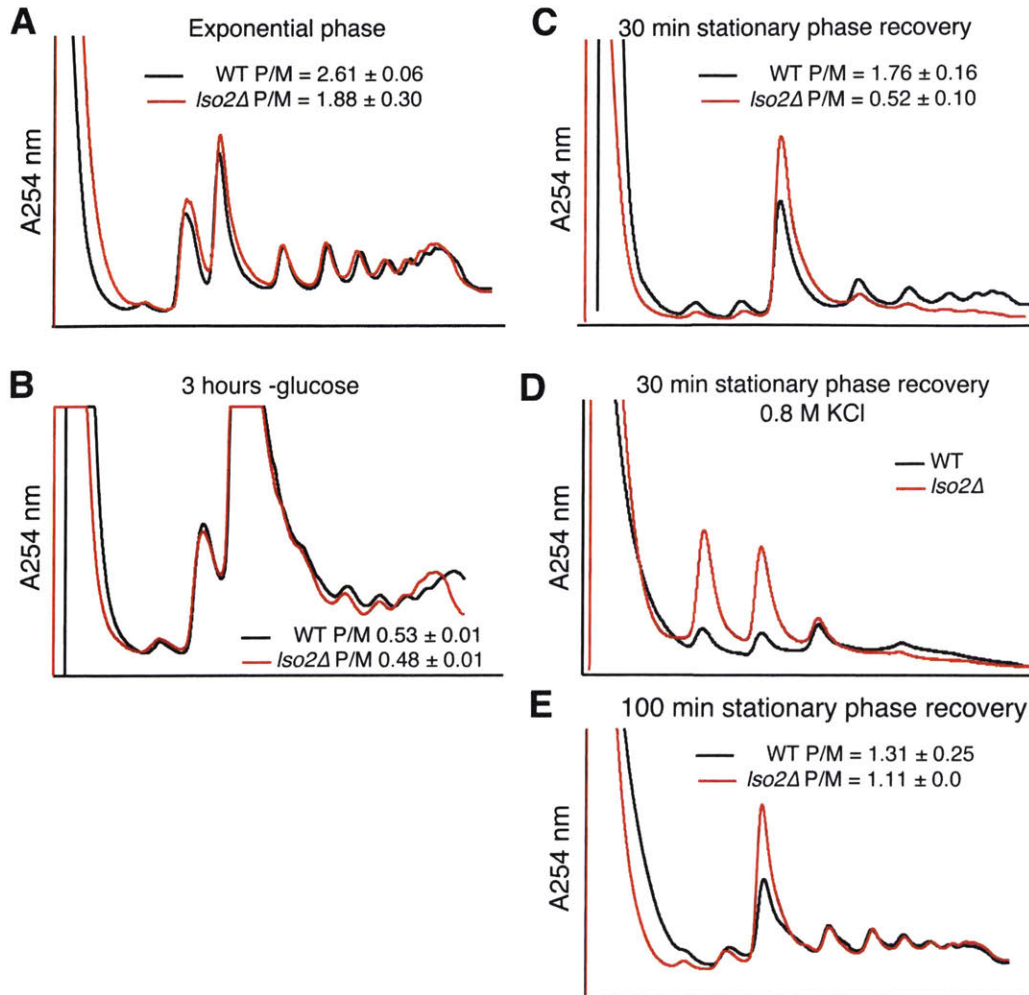 A
Exponential phase
WT P/M = 2.61 ± 0.06
lso2Δ P/M = 1.88 ± 0.30
A254 nm
B
3 hours -glucose
A254 nm
WT P/M 0.53 ± 0.01
lso2Δ P/M 0.48 ± 0.01
C
30 min stationary phase recovery
WT P/M = 1.76 ± 0.16
lso2Δ P/M = 0.52 ± 0.10
A254 nm
D
30 min stationary phase recovery
0.8 M KCl
WT
lso2Δ
A254 nm
E
100 min stationary phase recovery
WT P/M = 1.31 ± 0.25
lso2Δ P/M = 1.11 ± 0.0
A254 nm